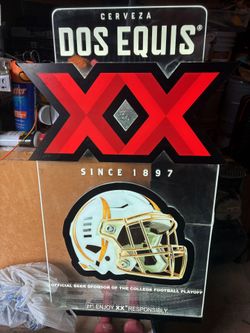 CERVEZA
DOS EQUIS®
XX
SINCE 1897
OFFICIAL BEER SPONSOR OF THE COLLEGE FOOTBALL PLAYOFF
ENJOY XX® RESPONSIBLY.